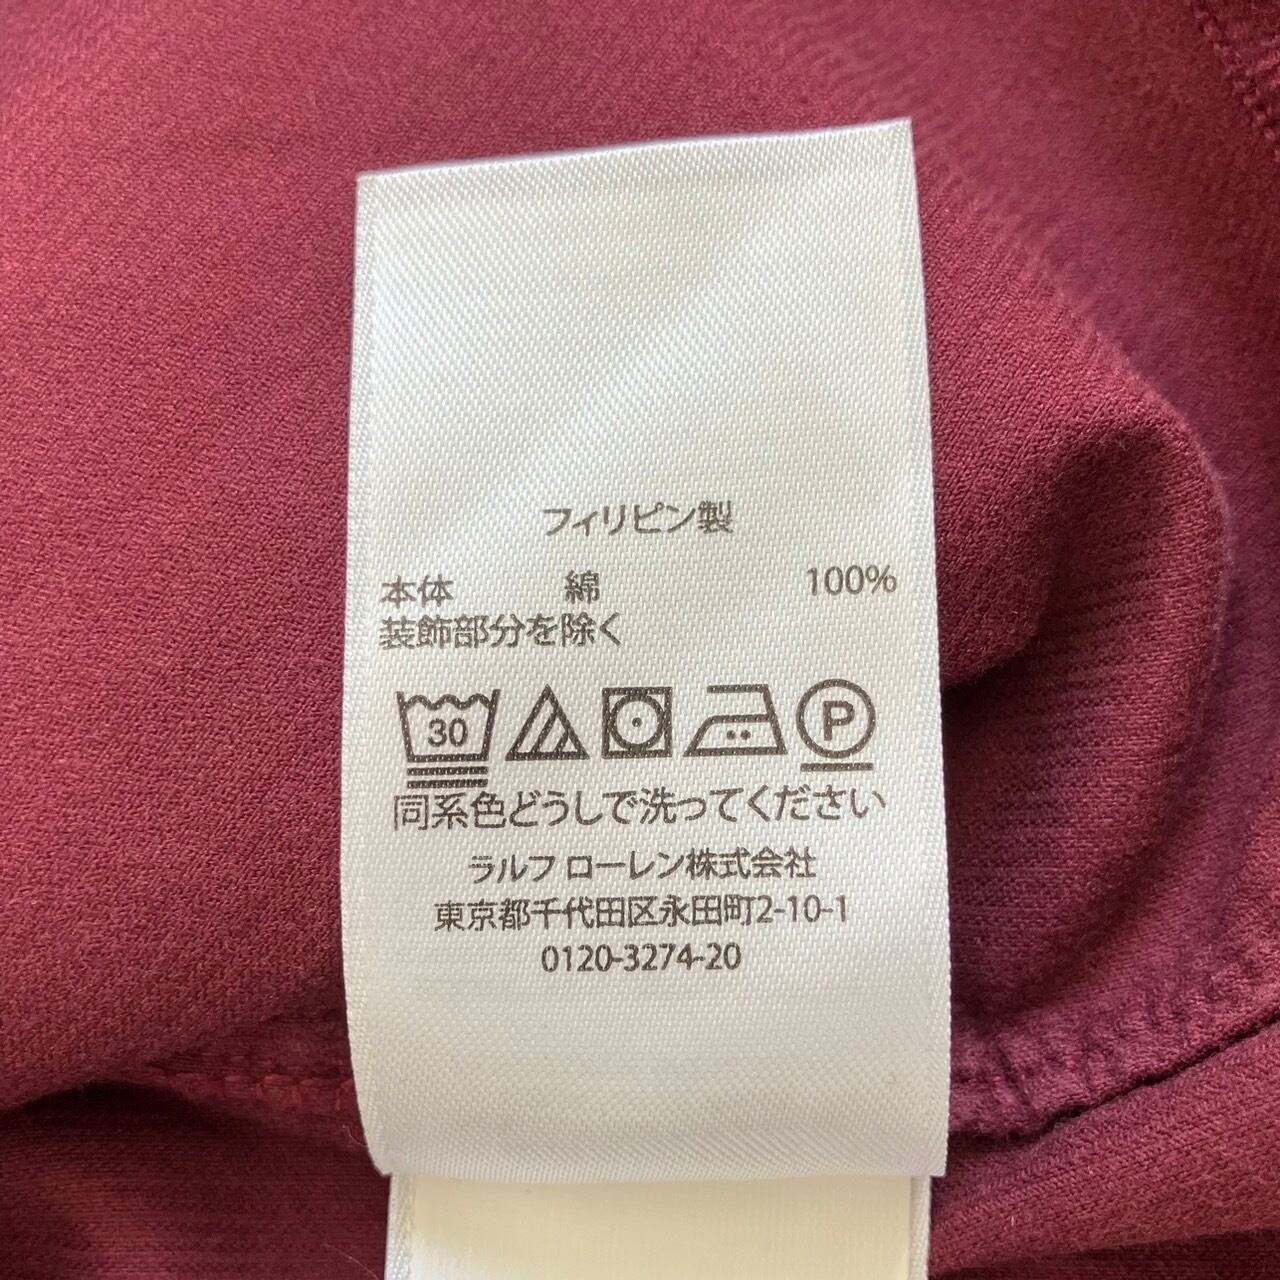 フィリピン製
本体 綿 100%
装飾部分を除く
30 P
同系色どうしで洗ってください
ラルフ ローレン株式会社
東京都千代田区永田町2-10-1
0120-3274-20